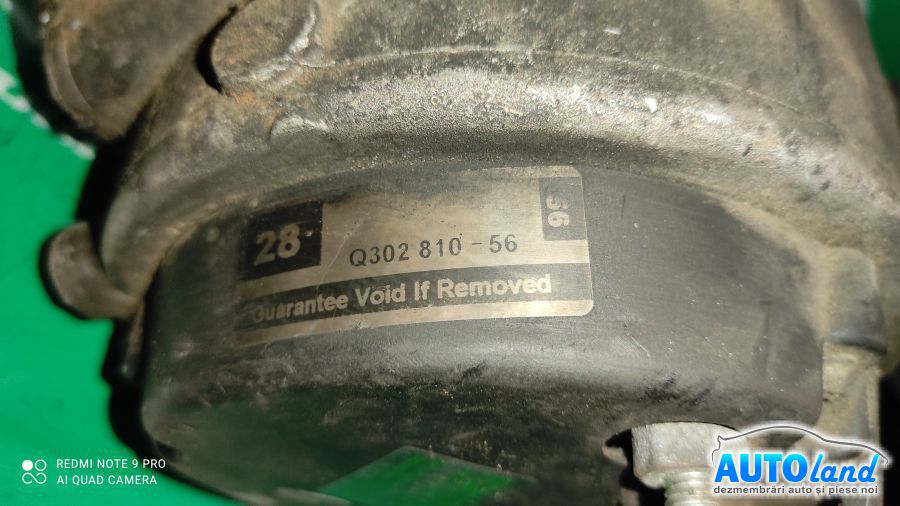 28
Q302 810 - 56
56
Guarantee Void If Removed
REDMI NOTE 9 PRO
AI QUAD CAMERA
AUTOland
dezmembrări auto și piese noi